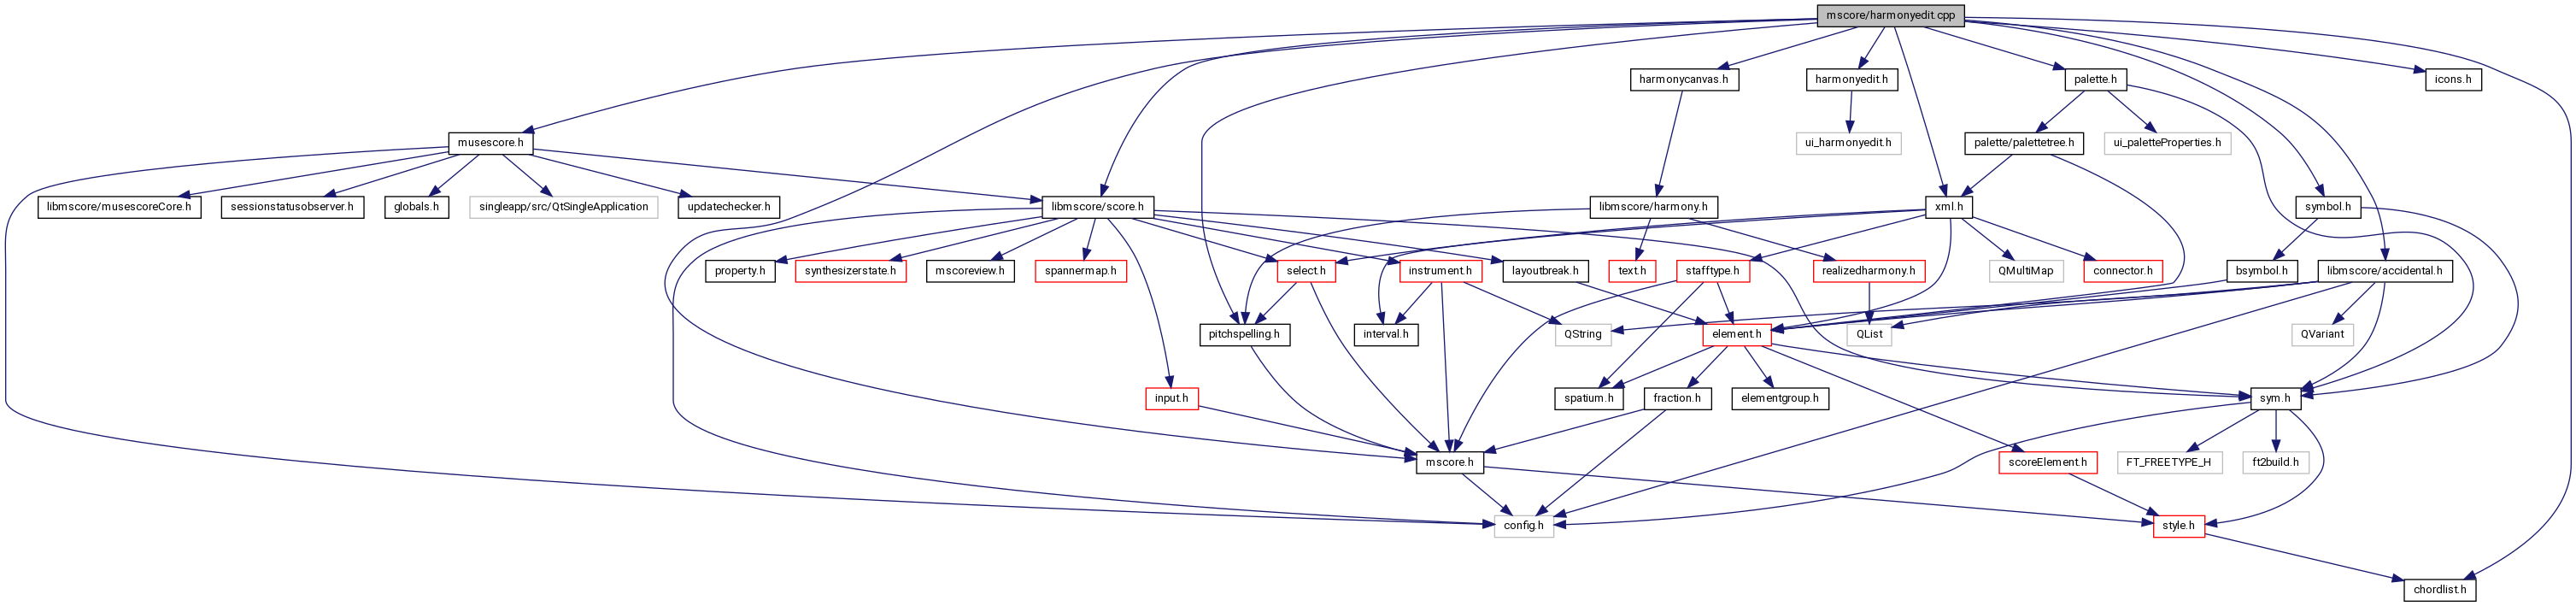 mscore/harmonyedit.cpp
harmonycanvas.h
harmonyedit.h
palette.h
icons.h
musescore.h
ui_harmonyedit.h
palette/palettetree.h
ui_paletteProperties.h
libmscore/musescoreCore.h
sessionstatusobserver.h
globals.h
singleapp/src/QtSingleApplication
updatechecker.h
libmscore/score.h
libmscore/harmony.h
xml.h
symbol.h
property.h
synthesizerstate.h
mscoreview.h
spannermap.h
select.h
instrument.h
layoutbreak.h
text.h
stafftype.h
realizedharmony.h
QMultiMap
connector.h
bsymbol.h
libmscore/accidental.h
pitchspelling.h
interval.h
QString
element.h
QList
QVariant
input.h
spatium.h
fraction.h
elementgroup.h
sym.h
mscore.h
scoreElement.h
FT_FREETYPE_H
ft2build.h
config.h
style.h
chordlist.h